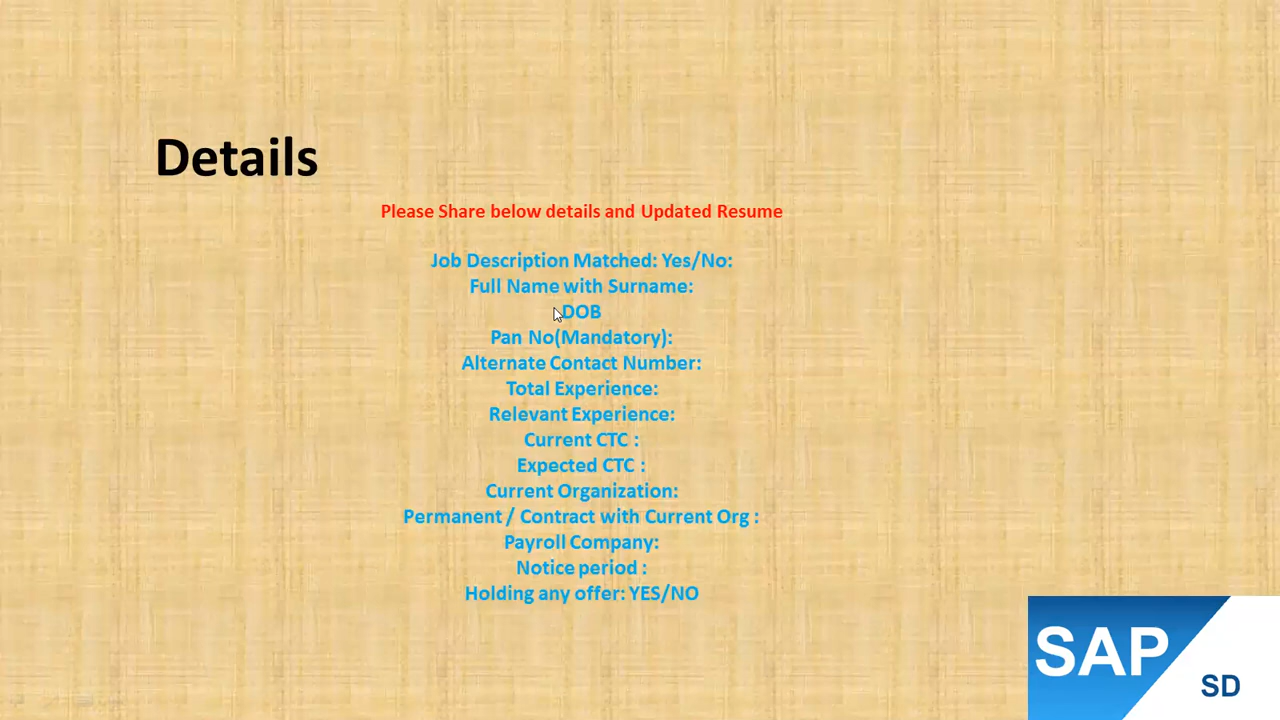 Details
Please Share below details and Updated Resume
Job Description Matched: Yes/No:
Full Name with Surname:
DOB
Pan No(Mandatory):
Alternate Contact Number:
Total Experience:
Relevant Experience:
Current CTC :
Expected CTC :
Current Organization:
Permanent / Contract with Current Org :
Payroll Company:
Notice period :
Holding any offer: YES/NO
SAP
SD